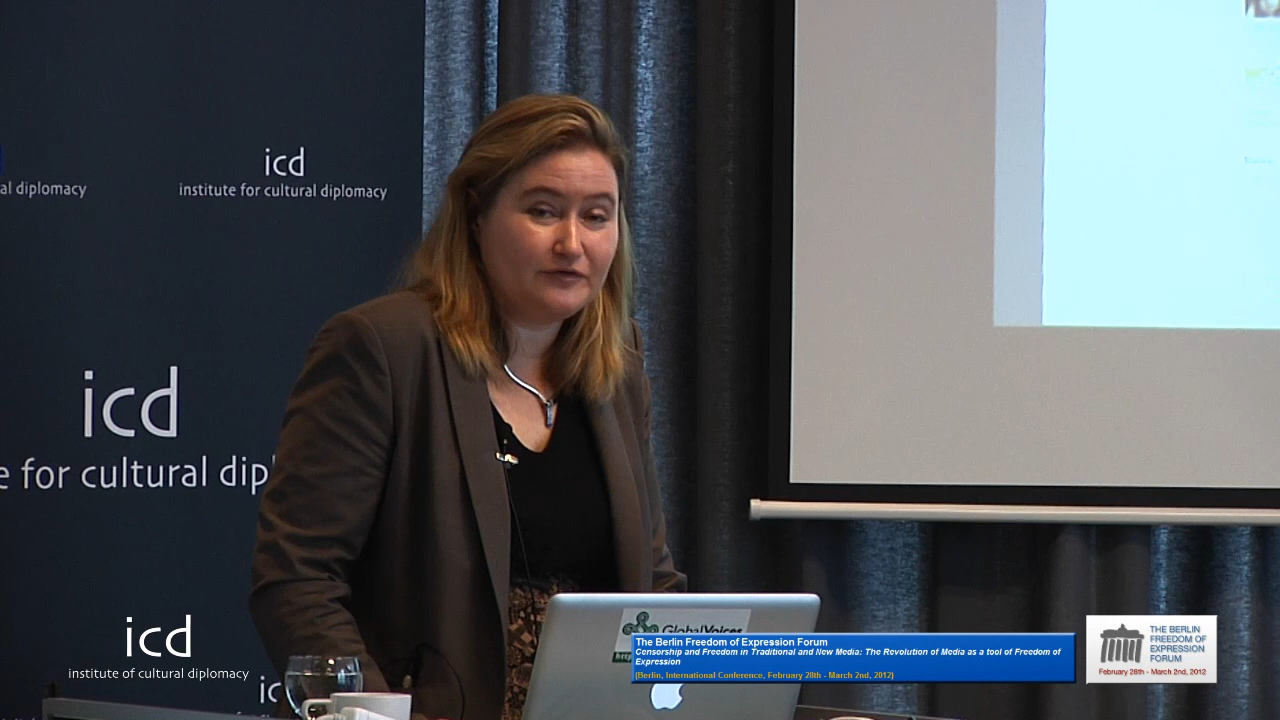 al diplomacy
icd
institute for cultural diplomacy
icd
e for cultural dip
icd
institute of cultural diplomacy
ic
GlobalVoices
The Berlin Freedom of Expression Forum
Censorship and Freedom in Traditional and New Media: The Revolution of Media as a tool of Freedom of
Expression
(Berlin, International Conference, February 28th - March 2nd, 2012)
THE BERLIN
FREEDOM OF
EXPRESSION
FORUM
February 28th - March 2nd, 2012